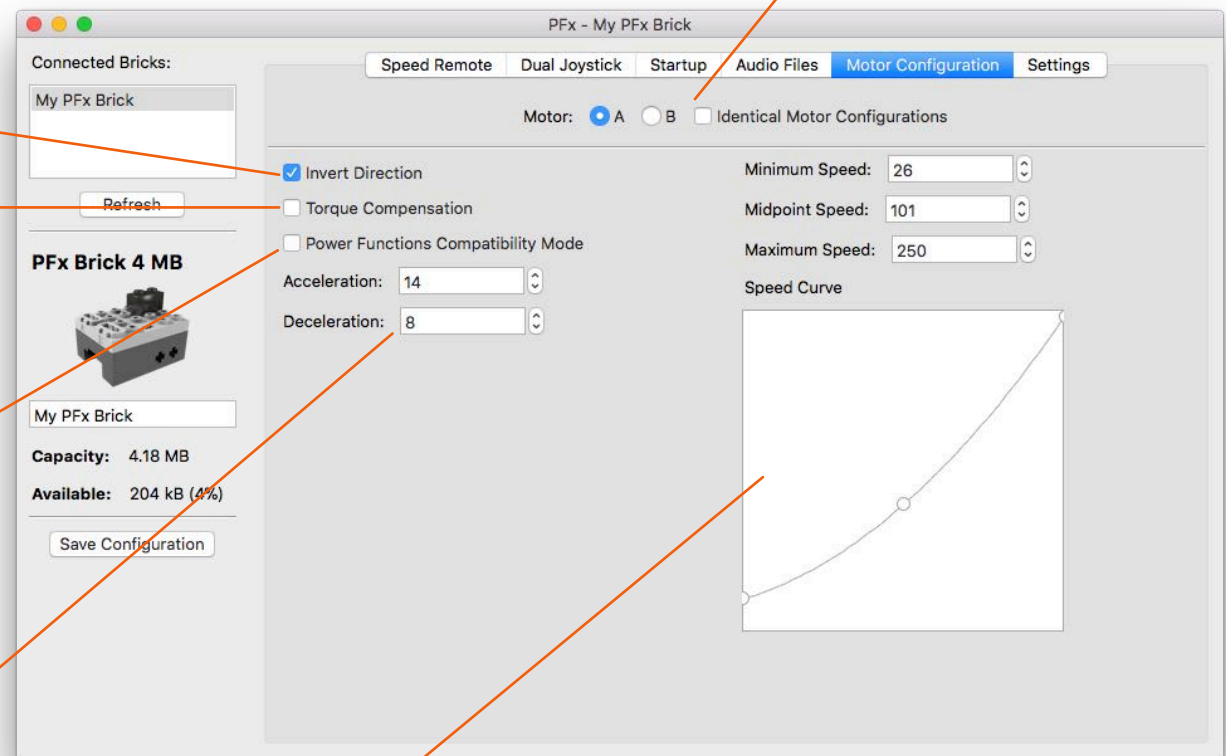 PFx - My PFx Brick
Connected Bricks:
My PFx Brick
Refresh
PFx Brick 4 MB
My PFx Brick
Capacity: 4.18 MB
Available: 204 kB (4%)
Save Configuration
Speed Remote Dual Joystick Startup Audio Files Motor Configuration Settings
Motor: A B Identical Motor Configurations
Invert Direction
Torque Compensation
Power Functions Compatibility Mode
Acceleration: 14
Deceleration: 8
Minimum Speed: 26
Midpoint Speed: 101
Maximum Speed: 250
Speed Curve